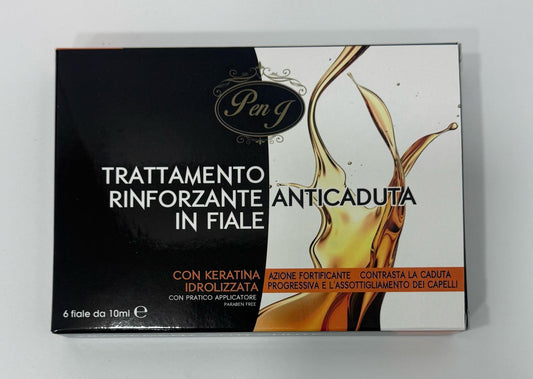 Pen J
TRATTAMENTO
RINFORZANTE ANTICADUTA
IN FIALE
CON KERATINA
IDROLIZZATA
CON PRATICO APPLICATORE
PARABEN FREE
AZIONE FORTIFICANTE CONTRASTA LA CADUTA
PROGRESSIVA E L'ASSOTTIGLIAMENTO DEI CAPELLI
6 fiale da 10ml ℮